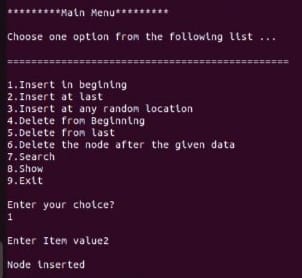 *********Main Menu*********
Choose one option from the following list ...
===============================================
1.Insert in begining
2.Insert at last
3.Insert at any random location
4.Delete from Beginning
5.Delete from last
6.Delete the node after the given data
7.Search
8.Show
9.Exit
Enter your choice?
1
Enter Item value2
Node inserted